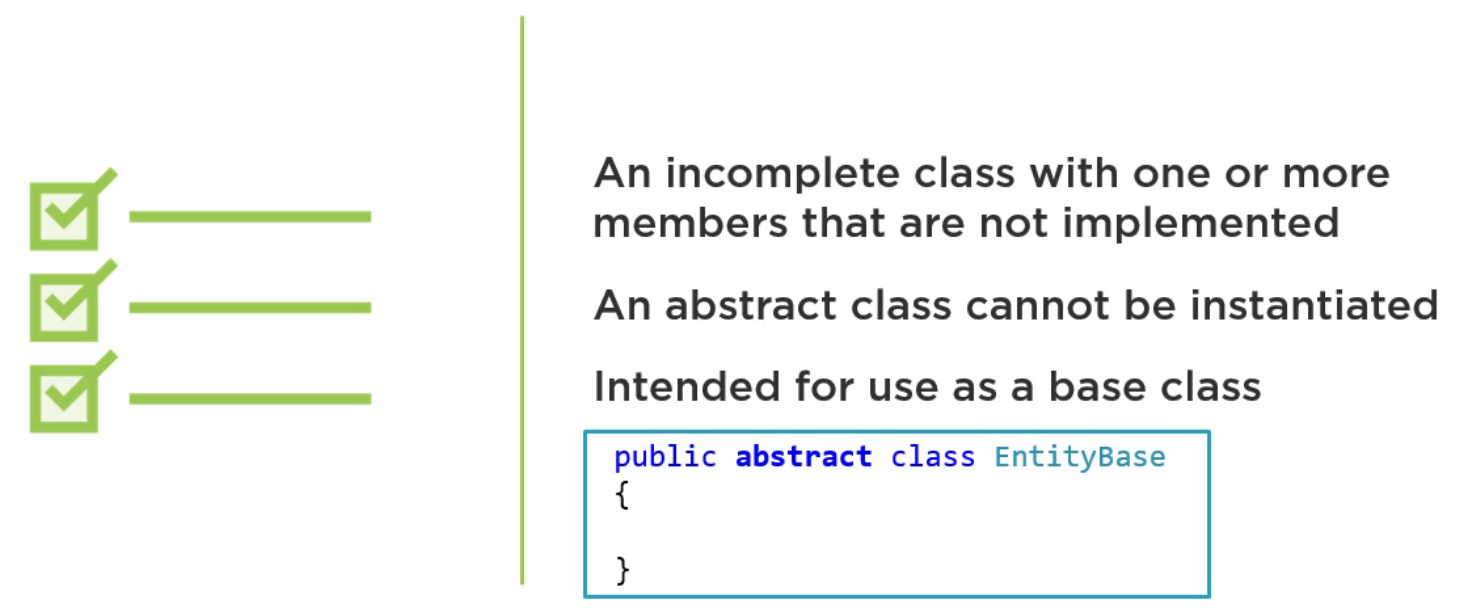 An incomplete class with one or more
members that are not implemented
An abstract class cannot be instantiated
Intended for use as a base class
public abstract class EntityBase
{
}